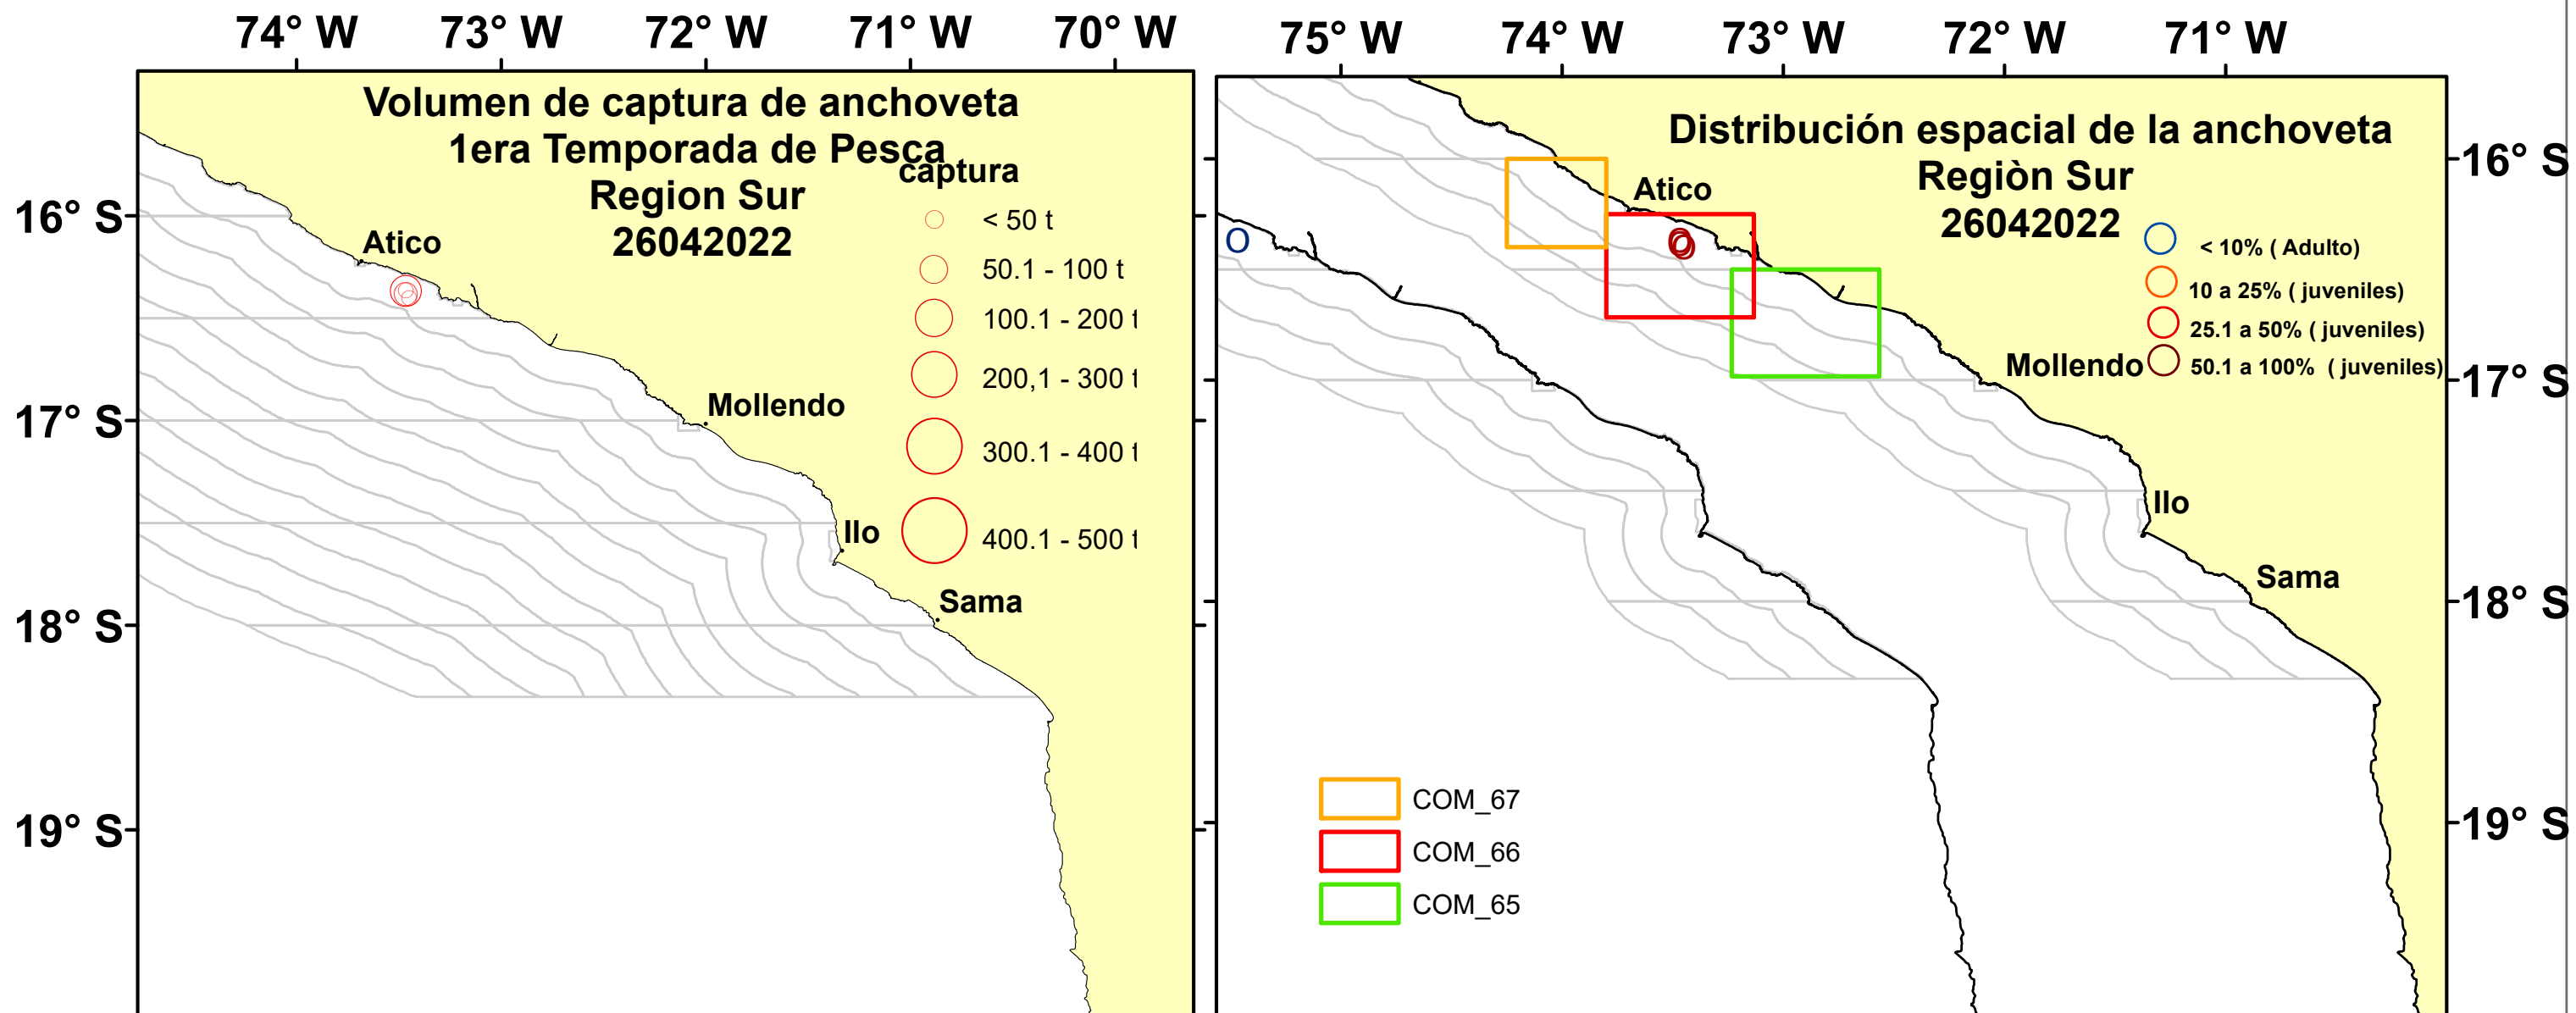 74° W 73° W 72° W 71° W 70° W
Volumen de captura de anchoveta
1era Temporada de Pesca
Region Sur
26042022
captura
< 50 t
50.1 - 100 t
100.1 - 200 t
200,1 - 300 t
300.1 - 400 t
400.1 - 500 t
16° S
17° S
18° S
19° S
Atico
Mollendo
Ilo
Sama
75° W 74° W 73° W 72° W 71° W
Distribución espacial de la anchoveta
Regiòn Sur
26042022
< 10% ( Adulto)
10 a 25% ( juveniles)
25.1 a 50% ( juveniles)
50.1 a 100% ( juveniles)
Atico
Mollendo
Ilo
Sama
16° S
17° S
18° S
19° S
COM_67
COM_66
COM_65